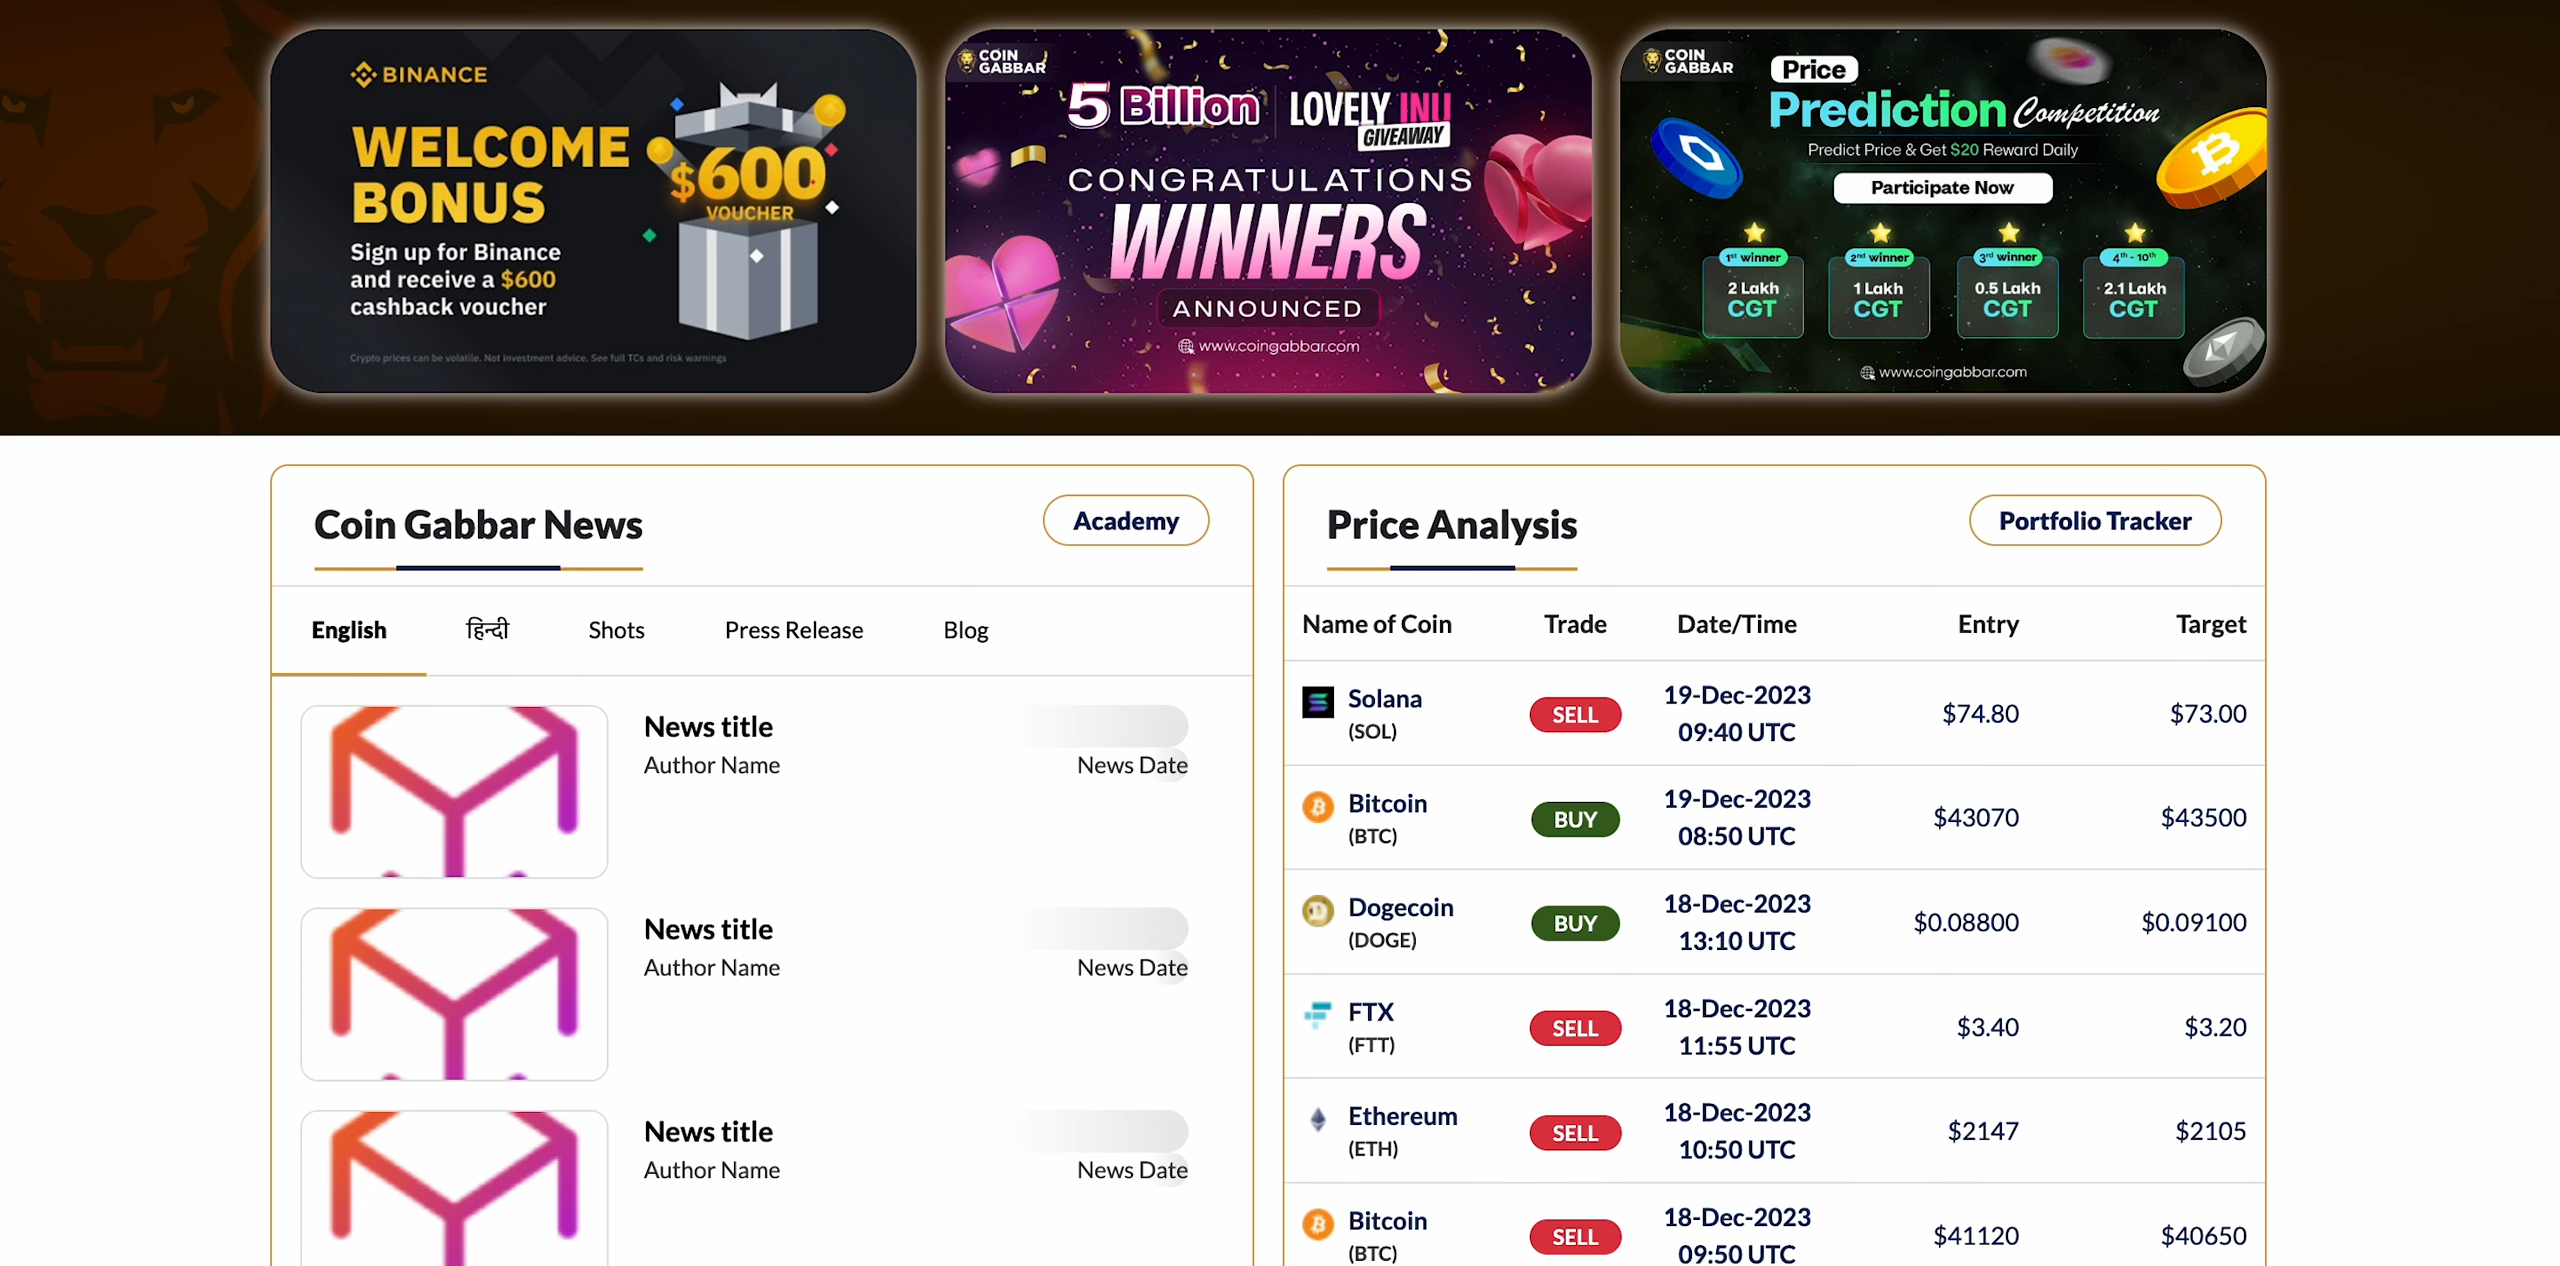 BINANCE
WELCOME
BONUS
Sign up for Binance
and receive a $600
cashback voucher
$600
VOUCHER
Crypto prices can be volatile. Not investment advice. See full TCs and risk warnings
COIN
GABBAR
5 Billion
LOVELY INU
GIVEAWAY
CONGRATULATIONS
WINNERS
ANNOUNCED
www.coingabbar.com
COIN
GABBAR
Price
Prediction Competition
Predict Price & Get $20 Reward Daily
Participate Now
1st winner
2 Lakh
CGT
2nd winner
1 Lakh
CGT
3rd winner
0.5 Lakh
CGT
4th - 10th
2.1 Lakh
CGT
www.coingabbar.com
Coin Gabbar News
Academy
English हिन्दी Shots Press Release Blog
News title
Author Name News Date
News title
Author Name News Date
News title
Author Name News Date
Price Analysis
Portfolio Tracker
Name of Coin Trade Date/Time Entry Target
Solana
(SOL)
SELL
19-Dec-2023
09:40 UTC
$74.80
$73.00
Bitcoin
(BTC)
BUY
19-Dec-2023
08:50 UTC
$43070
$43500
Dogecoin
(DOGE)
BUY
18-Dec-2023
13:10 UTC
$0.08800
$0.09100
FTX
(FTT)
SELL
18-Dec-2023
11:55 UTC
$3.40
$3.20
Ethereum
(ETH)
SELL
18-Dec-2023
10:50 UTC
$2147
$2105
Bitcoin
(BTC)
SELL
18-Dec-2023
09:50 UTC
$41120
$40650